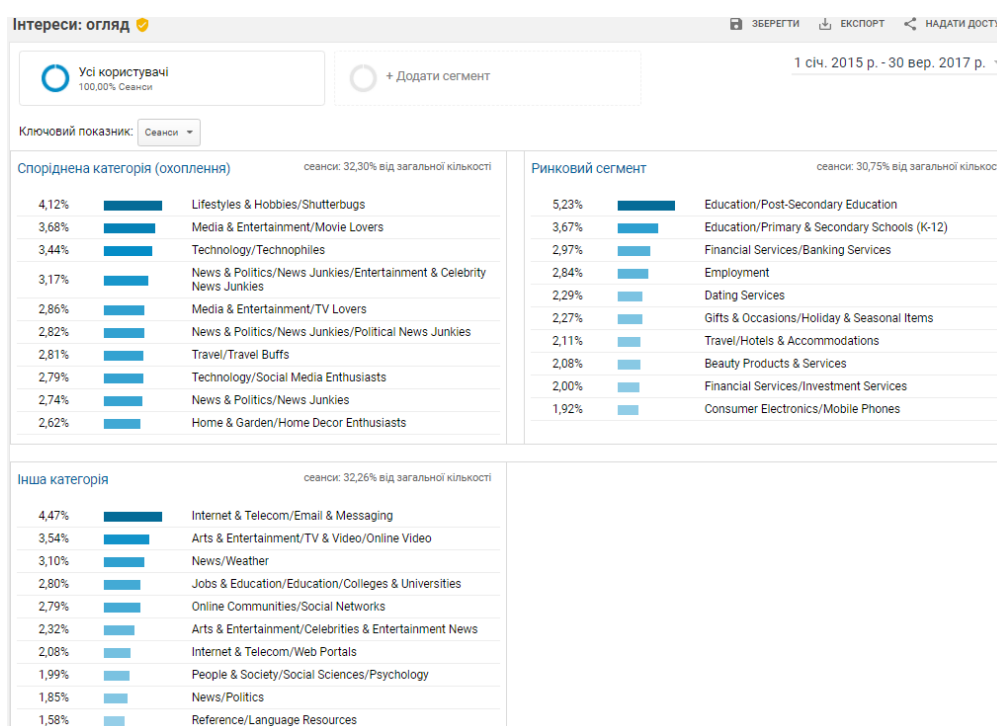 Інтереси: огляд
ЗБЕРЕГТИ
ЕКСПОРТ
НАДАТИ
Усі користувачі
100,00% Сеанси
+ Додати сегмент
1 січ. 2015 р. - 30 вер. 2017 р.
Ключовий показник: Сеанси
Споріднена категорія (охоплення)
сеанси: 32,30% від загальної кількості
4,12% Lifestyles & Hobbies/Shutterbugs
3,68% Media & Entertainment/Movie Lovers
3,44% Technology/Technophiles
3,17% News & Politics/News Junkies/Entertainment & Celebrity
News Junkies
2,86% Media & Entertainment/TV Lovers
2,82% News & Politics/News Junkies/Political News Junkies
2,81% Travel/Travel Buffs
2,79% Technology/Social Media Enthusiasts
2,74% News & Politics/News Junkies
2,62% Home & Garden/Home Decor Enthusiasts
Ринковий сегмент
сеанси: 30,75% від загальної
5,23% Education/Post-Secondary Education
3,67% Education/Primary & Secondary Schools (K-12)
2,97% Financial Services/Banking Services
2,84% Employment
2,29% Dating Services
2,27% Gifts & Occasions/Holiday & Seasonal Items
2,11% Travel/Hotels & Accommodations
2,08% Beauty Products & Services
2,00% Financial Services/Investment Services
1,92% Consumer Electronics/Mobile Phones
Інша категорія
сеанси: 32,26% від загальної кількості
4,47% Internet & Telecom/Email & Messaging
3,54% Arts & Entertainment/TV & Video/Online Video
3,10% News/Weather
2,80% Jobs & Education/Education/Colleges & Universities
2,79% Online Communities/Social Networks
2,32% Arts & Entertainment/Celebrities & Entertainment News
2,08% Internet & Telecom/Web Portals
1,99% People & Society/Social Sciences/Psychology
1,85% News/Politics
1,58% Reference/Language Resources